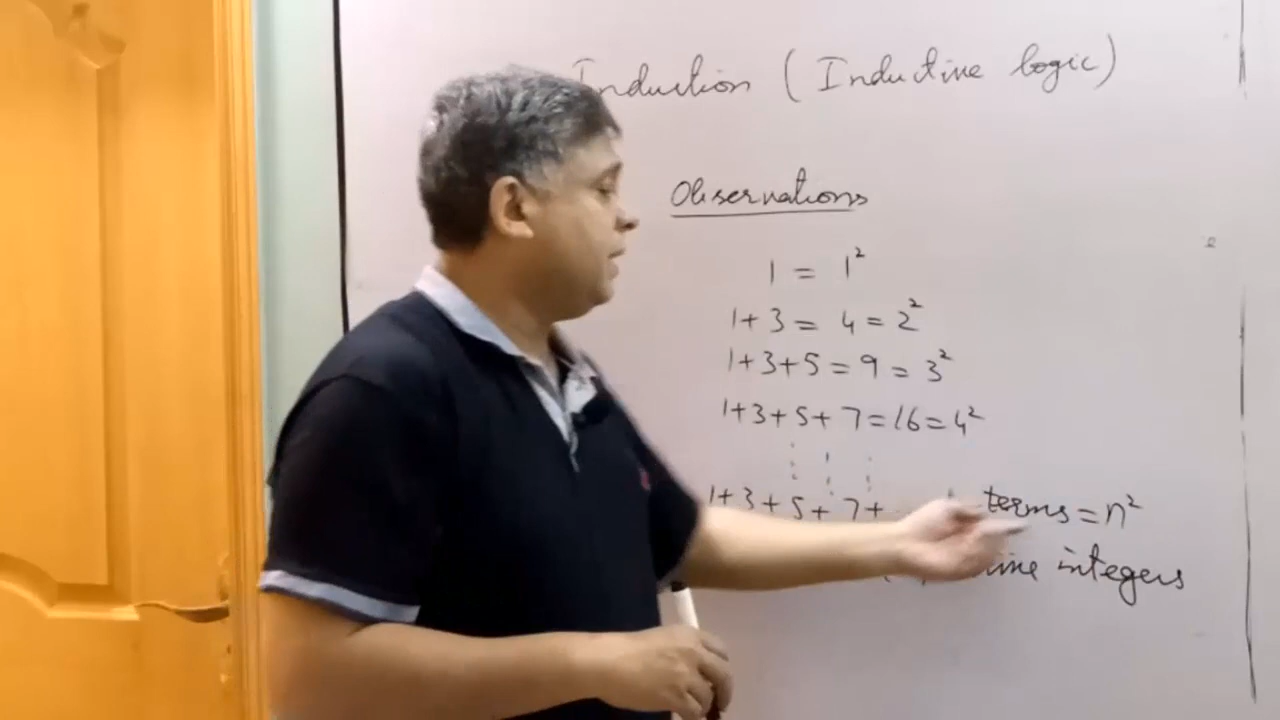 Induction (Inductive logic)
Observations
1 = 1²
1+3 = 4 = 2²
1+3+5 = 9 = 3²
1+3+5+7 = 16 = 4²
1+3+5+7+ terms = n²
integers